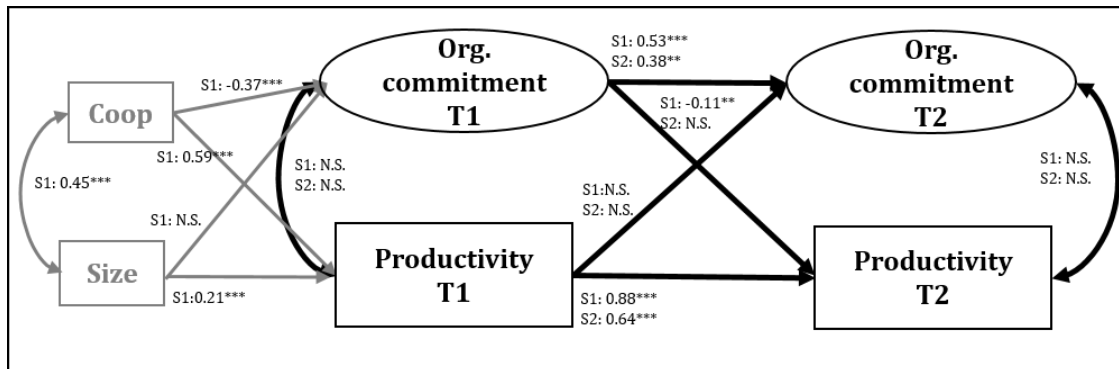 Org.
commitment
T1
Org.
commitment
T2
S1: 0.53***
S2: 0.38**
S1: -0.37***
S1: -0.11**
S2: N.S.
Coop
S1: 0.59***
S1: 0.45***
S1: N.S.
S2: N.S.
S1: N.S.
S2: N.S.
S1:N.S.
S2: N.S.
S1: N.S.
Size
Productivity
T1
Productivity
T2
S1:0.21***
S1: 0.88***
S2: 0.64***